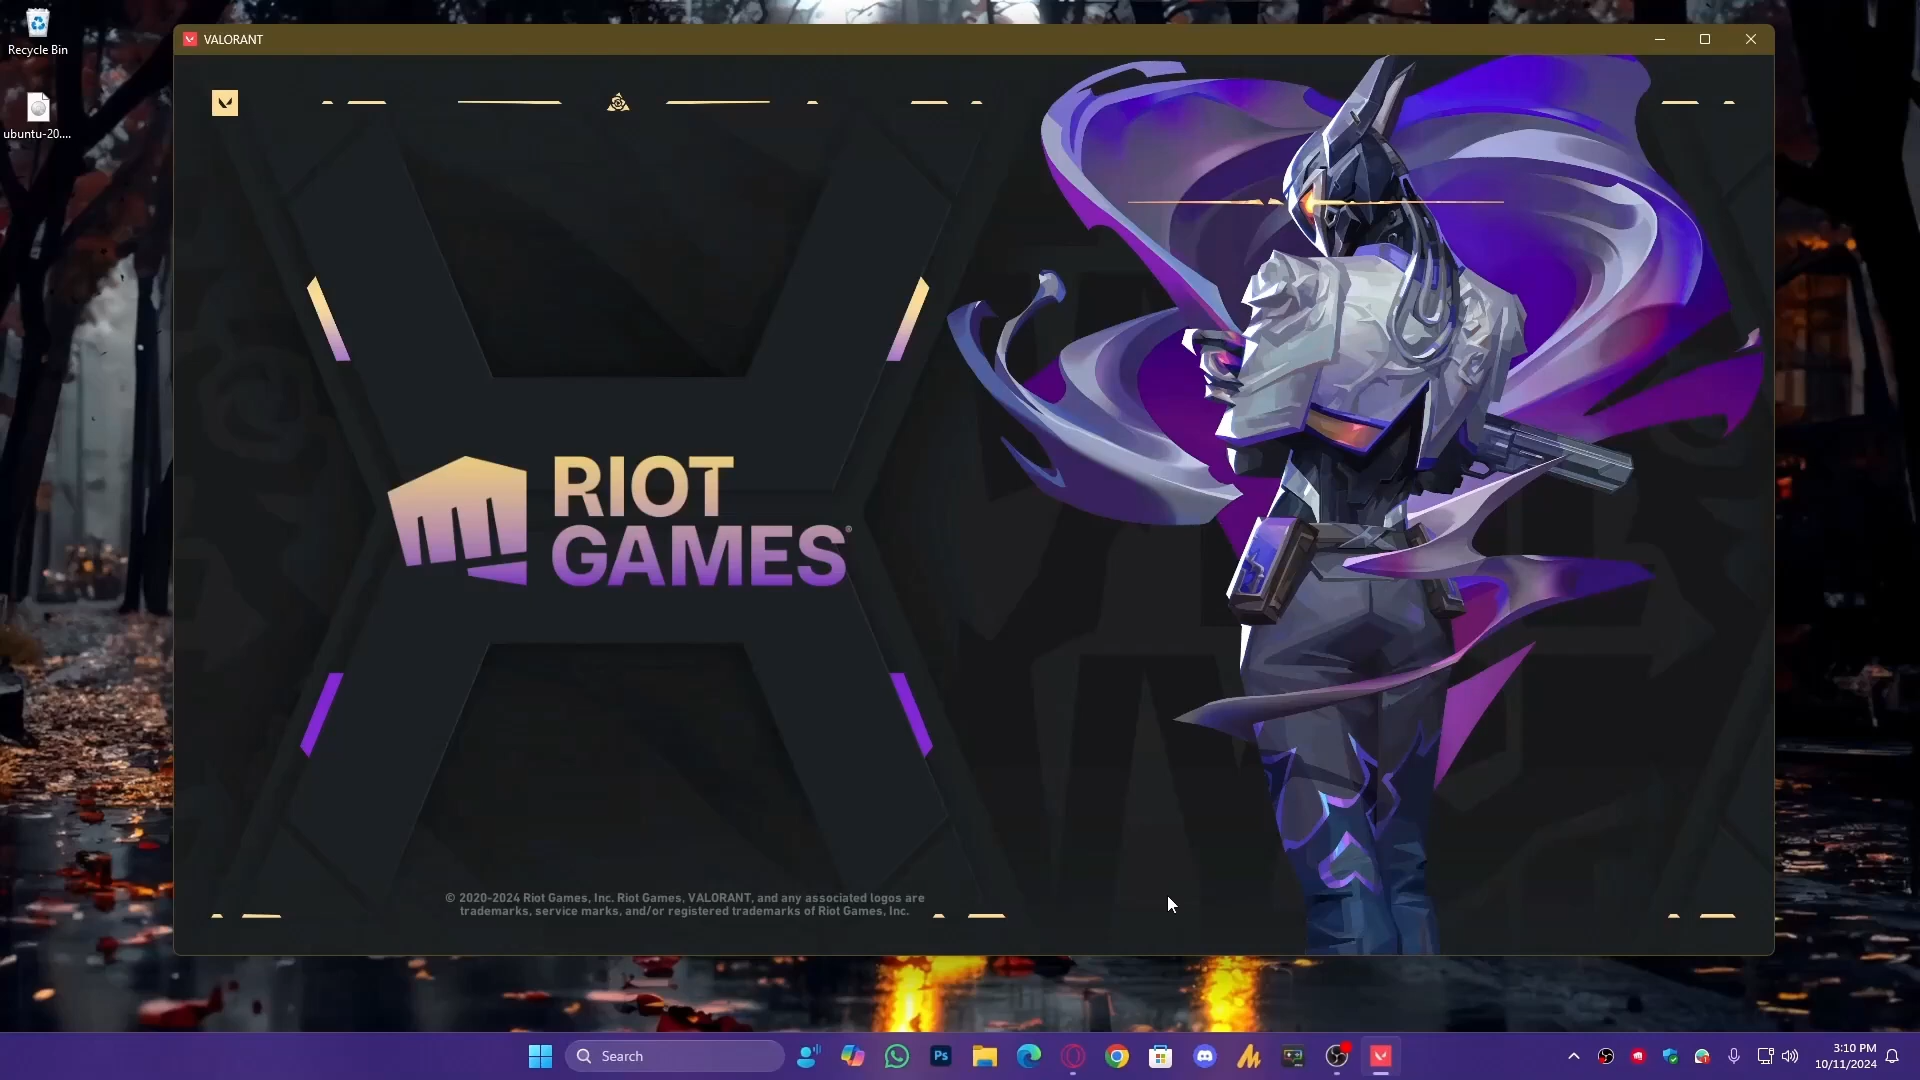 Recycle Bin
ubuntu-20....
VALORANT
RIOT
GAMES®
© 2020-2024 Riot Games, Inc. Riot Games, VALORANT, and any associated logos are
trademarks, service marks, and/or registered trademarks of Riot Games, Inc.
Search
Ps
3:10 PM
10/11/2024